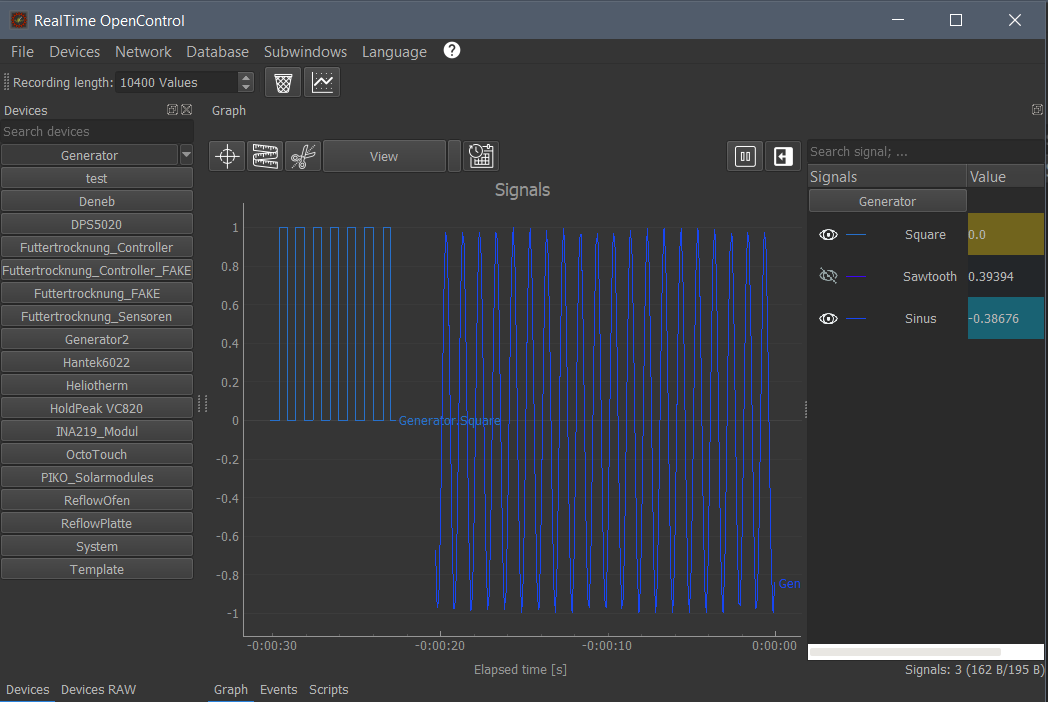 RealTime OpenControl
File Devices Network Database Subwindows Language ?
Recording length: 10400 Values
Devices
Search devices
Generator
test
Deneb
DPS5020
Futtertrocknung_Controller
Futtertrocknung_Controller_FAKE
Futtertrocknung_FAKE
Futtertrocknung_Sensoren
Generator2
Hantek6022
Heliotherm
HoldPeak VC820
INA219_Modul
OctoTouch
PIKO_Solarmodules
ReflowOfen
ReflowPlatte
System
Template
Devices Devices RAW
Graph
View
Signals
1
0.8
0.6
0.4
0.2
0
-0.2
-0.4
-0.6
-0.8
-1
Generator.Square
Gen
-0:00:30 -0:00:20 -0:00:10 0:00:00
Elapsed time [s]
Graph Events Scripts
Search signal; ...
Signals Value
Generator
Square 0.0
Sawtooth 0.39394
Sinus -0.38676
Signals: 3 (162 B/195 B)